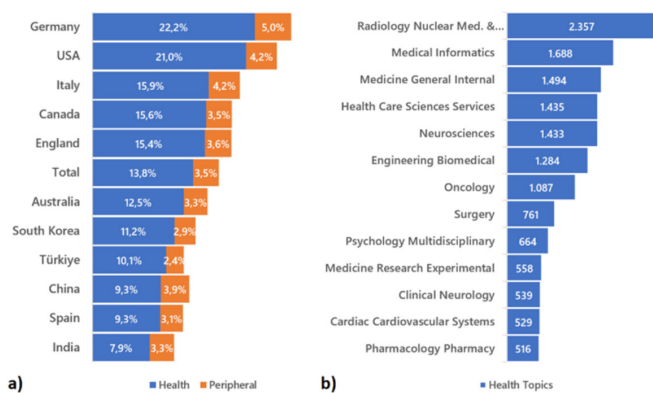 Germany 22,2% 5,0%
USA 21,0% 4,2%
Italy 15,9% 4,2%
Canada 15,6% 3,5%
England 15,4% 3,6%
Total 13,8% 3,5%
Australia 12,5% 3,3%
South Korea 11,2% 2,9%
Türkiye 10,1% 2,4%
China 9,3% 3,9%
Spain 9,3% 3,1%
India 7,9% 3,3%
a) Health Peripheral
Radiology Nuclear Med. &... 2.357
Medical Informatics 1.688
Medicine General Internal 1.494
Health Care Sciences Services 1.435
Neurosciences 1.433
Engineering Biomedical 1.284
Oncology 1.087
Surgery 761
Psychology Multidisciplinary 664
Medicine Research Experimental 558
Clinical Neurology 539
Cardiac Cardiovascular Systems 529
Pharmacology Pharmacy 516
b) Health Topics